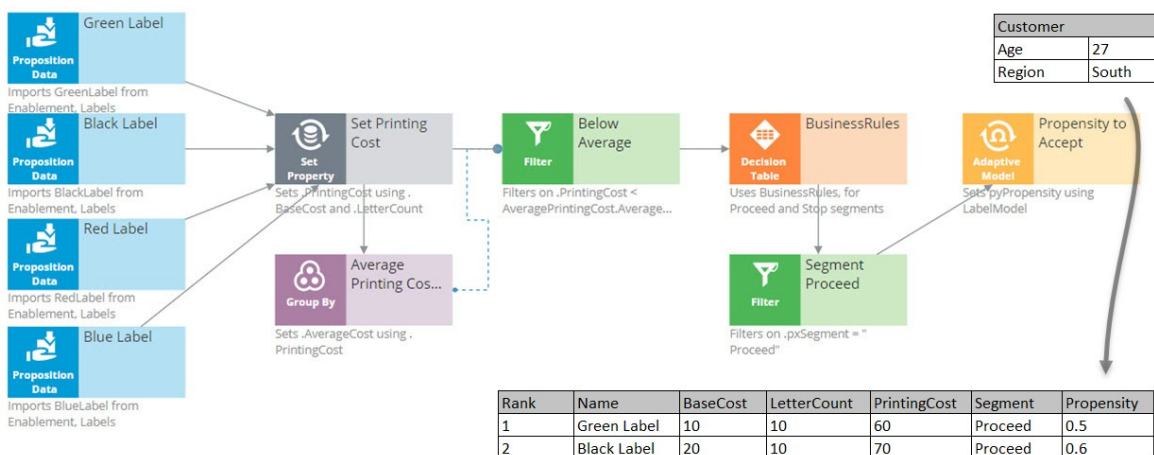 Green Label
Proposition
Data
Imports GreenLabel from
Enablement, Labels
Black Label
Proposition
Data
Imports BlackLabel from
Enablement, Labels
Red Label
Proposition
Data
Imports RedLabel from
Enablement, Labels
Blue Label
Proposition
Data
Imports BlueLabel from
Enablement, Labels
Set Printing
Cost
Set
Property
Sets .PrintingCost using .
BaseCost and .LetterCount
Average
Printing Cos...
Group By
Sets .AverageCost using .
PrintingCost
Below
Average
Filter
Filters on .PrintingCost <
AveragePrintingCost.Average...
BusinessRules
Decision
Table
Uses BusinessRules, for
Proceed and Stop segments
Segment
Proceed
Filter
Filters on .pxSegment = "
Proceed"
Propensity to
Accept
Adaptive
Model
Sets pyPropensity using
LabelModel
Customer
Age 27
Region South
Rank Name BaseCost LetterCount PrintingCost Segment Propensity
1 Green Label 10 10 60 Proceed 0.5
2 Black Label 20 10 70 Proceed 0.6